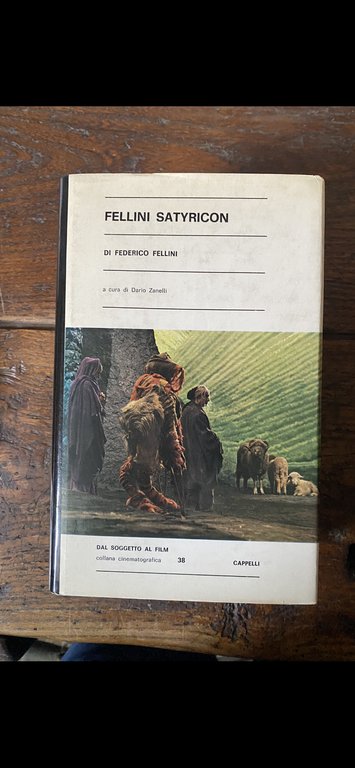 FELLINI SATYRICON
DI FEDERICO FELLINI
a cura di Dario Zanelli
DAL SOGGETTO AL FILM
collana cinematografica 38 CAPPELLI